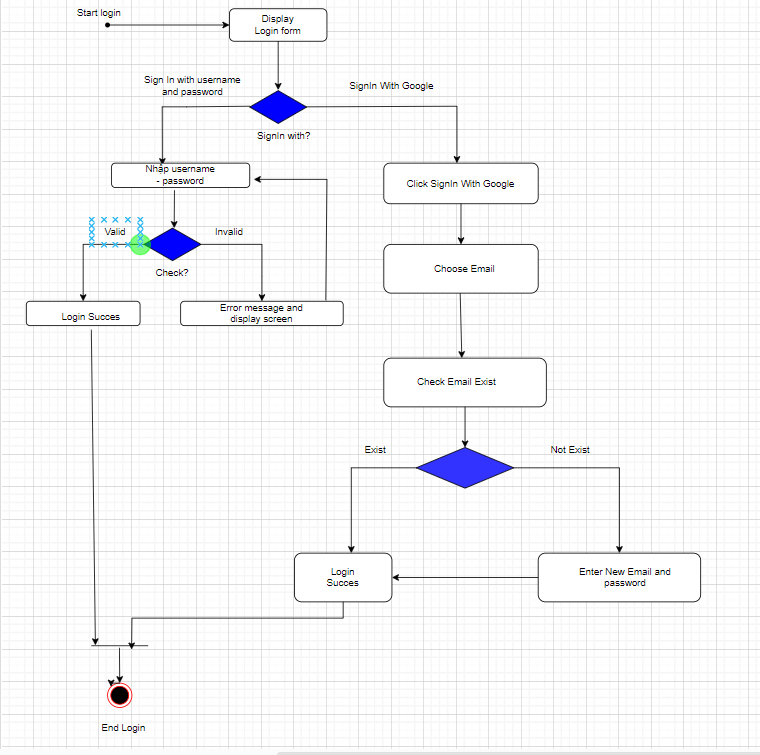 Start login
Display
Login form
Sign In with username
and password
SignIn With Google
SignIn with?
Nhập username
- password
Click SignIn With Google
Valid
Invalid
Check?
Choose Email
Login Succes
Error message and
display screen
Check Email Exist
Exist
Not Exist
Login
Succes
Enter New Email and
password
End Login